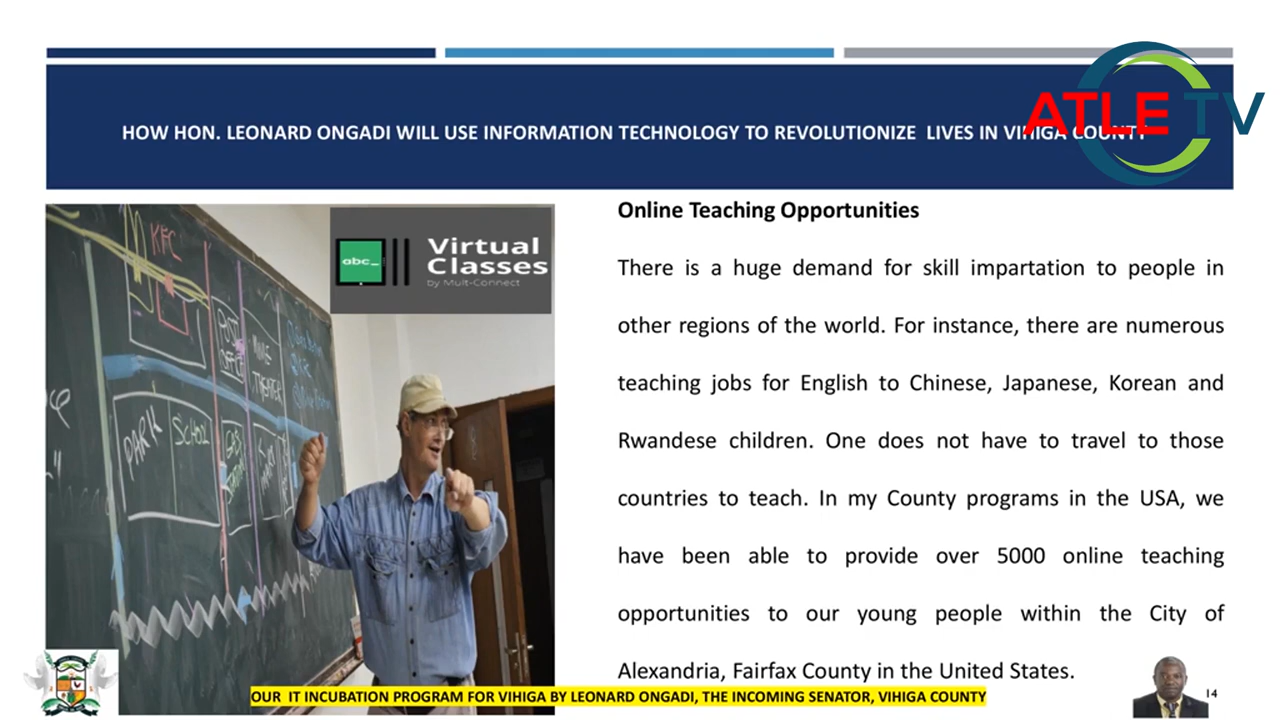 ATLE TV
HOW HON. LEONARD ONGADI WILL USE INFORMATION TECHNOLOGY TO REVOLUTIONIZE LIVES IN VIHIGA COUNTY
Virtual
Classes
by Mult-Connect
abc_
KFC
POST
OFFICE
MOVIE
THEATER
PARK
SCHOOL
Online Teaching Opportunities
There is a huge demand for skill impartation to people in
other regions of the world. For instance, there are numerous
teaching jobs for English to Chinese, Japanese, Korean and
Rwandese children. One does not have to travel to those
countries to teach. In my County programs in the USA, we
have been able to provide over 5000 online teaching
opportunities to our young people within the City of
Alexandria, Fairfax County in the United States.
OUR IT INCUBATION PROGRAM FOR VIHIGA BY LEONARD ONGADI, THE INCOMING SENATOR, VIHIGA COUNTY
14